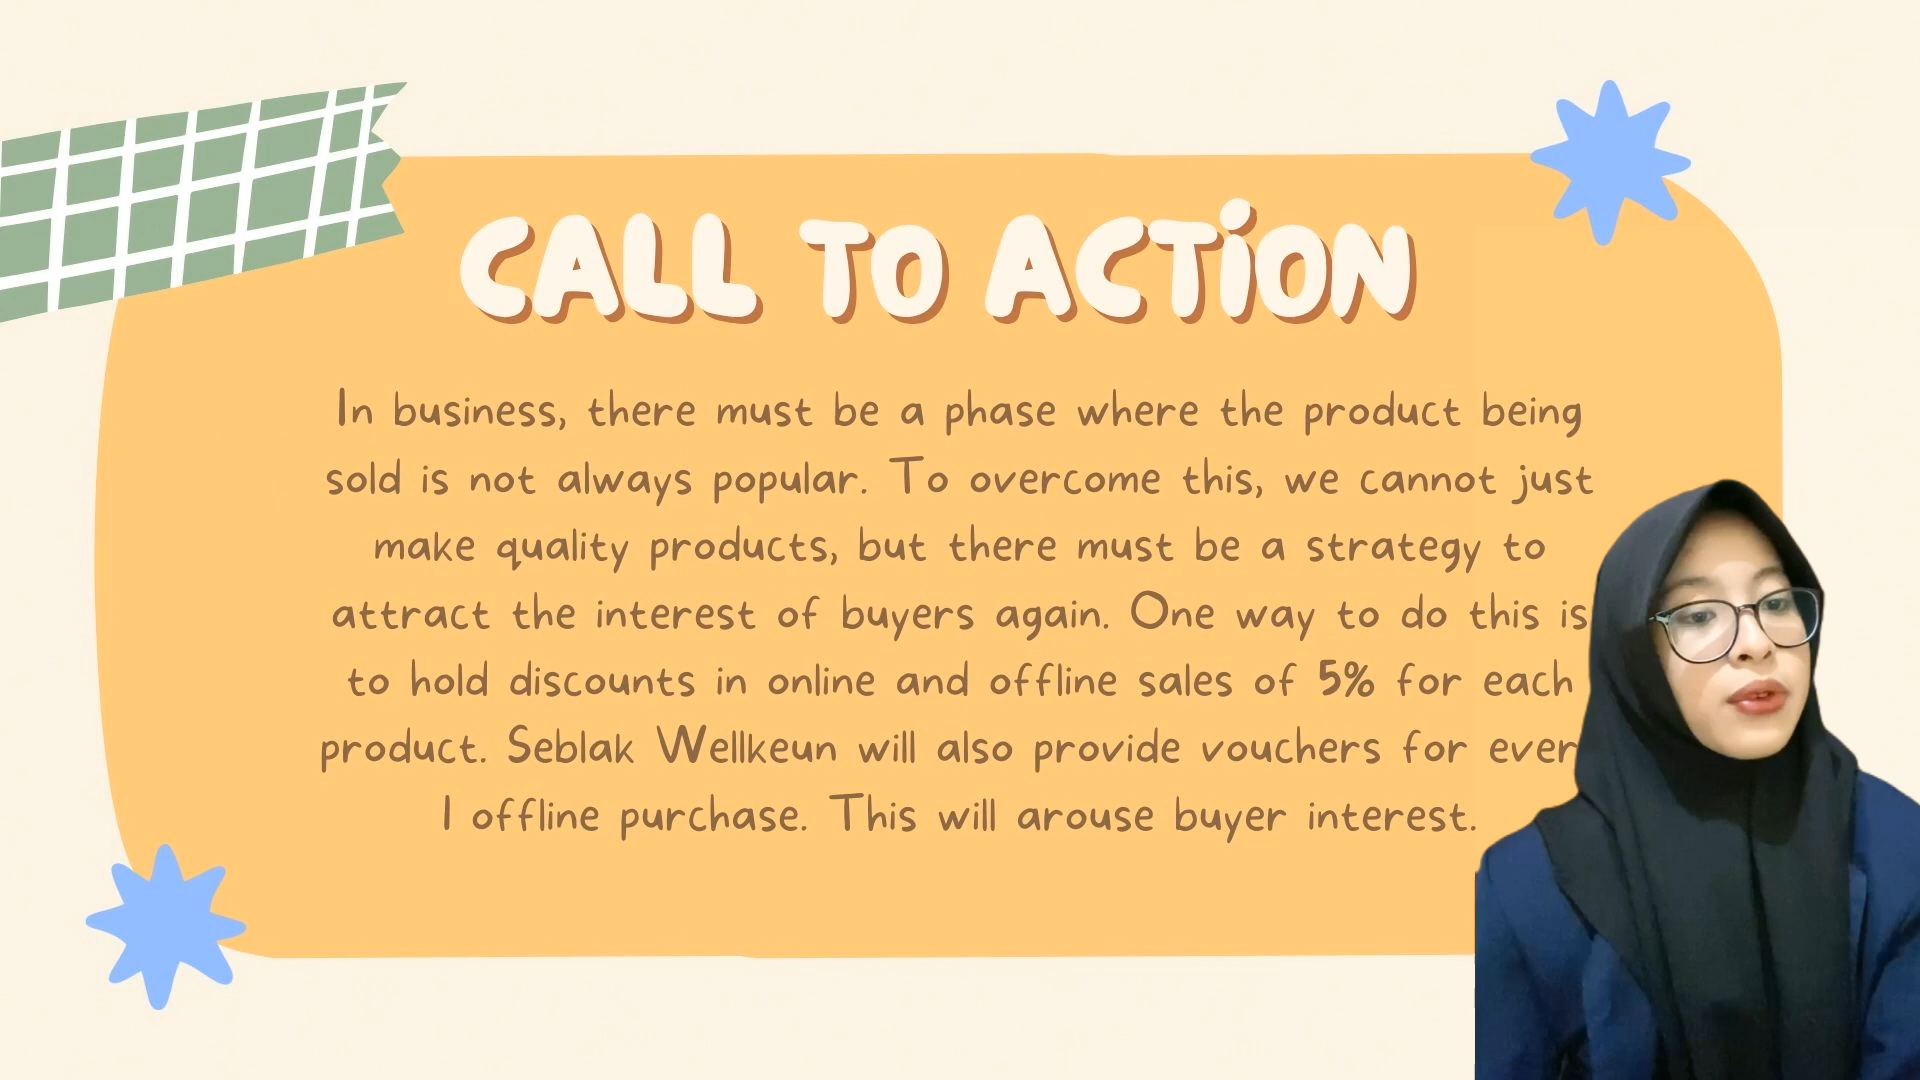 CALL TO ACTION
In business, there must be a phase where the product being
sold is not always popular. To overcome this, we cannot just
make quality products, but there must be a strategy to
attract the interest of buyers again. One way to do this is
to hold discounts in online and offline sales of 5% for each
product. Seblak Wellkeun will also provide vouchers for
1 offline purchase. This will arouse buyer interest.